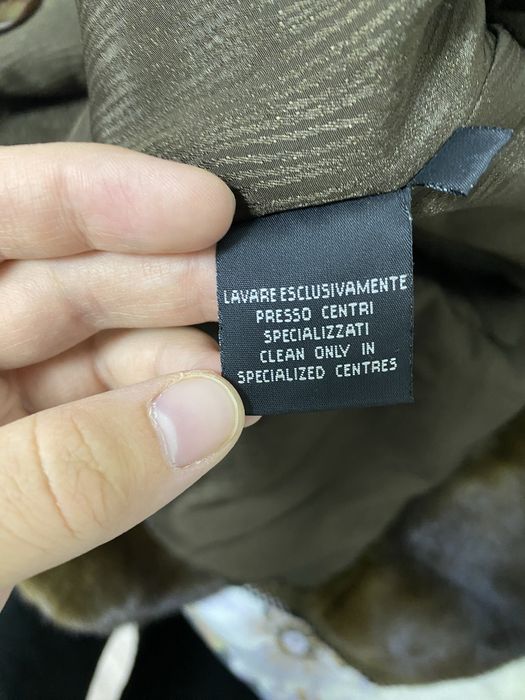 LAVARE ESCLUSIVAMENTE
PRESSO CENTRI
SPECIALIZZATI
CLEAN ONLY IN
SPECIALIZED CENTRES